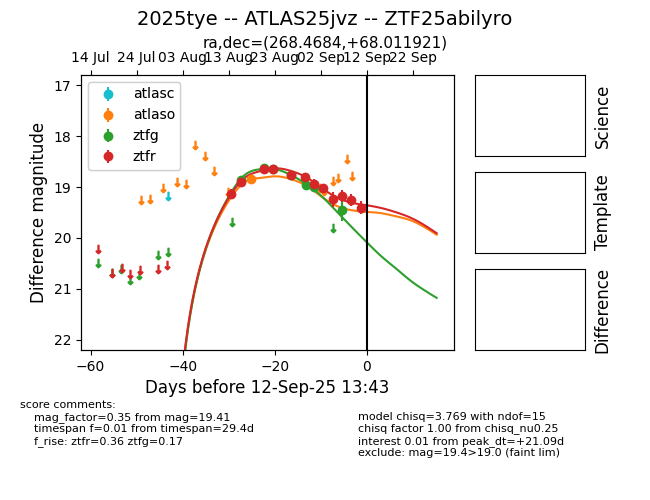 2025tye -- ATLAS25jvz -- ZTF25abilyro
ra,dec=(268.4684,+68.011921)
14 Jul 24 Jul 03 Aug 13 Aug 23 Aug 02 Sep 12 Sep 22 Sep
17
18
19
20
21
22
Difference magnitude
atlasc
atlaso
ztfg
ztfr
−60 −40 −20 0
Days before 12-Sep-25 13:43
Science
Template
Difference
score comments:
mag_factor=0.35 from mag=19.41
timespan f=0.01 from timespan=29.4d
f_rise: ztfr=0.36 ztfg=0.17
model chisq=3.769 with ndof=15
chisq factor 1.00 from chisq_nu0.25
interest 0.01 from peak_dt=+21.09d
exclude: mag=19.4>19.0 (faint lim)